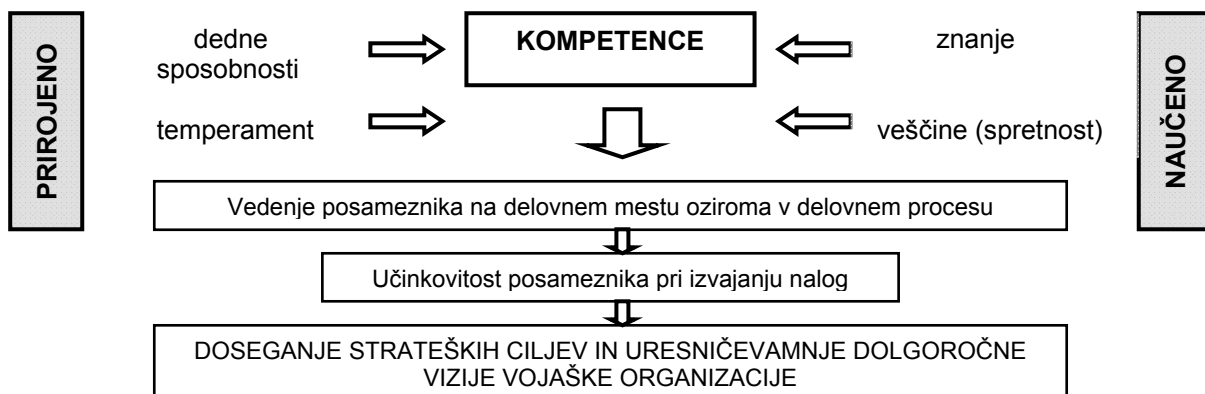 PRIROJENO
dedne
sposobnosti
temperament
KOMPETENCE
znanje
veščine (spretnost)
NAUČENO
Vedenje posameznika na delovnem mestu oziroma v delovnem procesu
Učinkovitost posameznika pri izvajanju nalog
DOSEGANJE STRATEŠKIH CILJEV IN URESNIČEVAMNJE DOLGOROČNE
VIZIJE VOJAŠKE ORGANIZACIJE